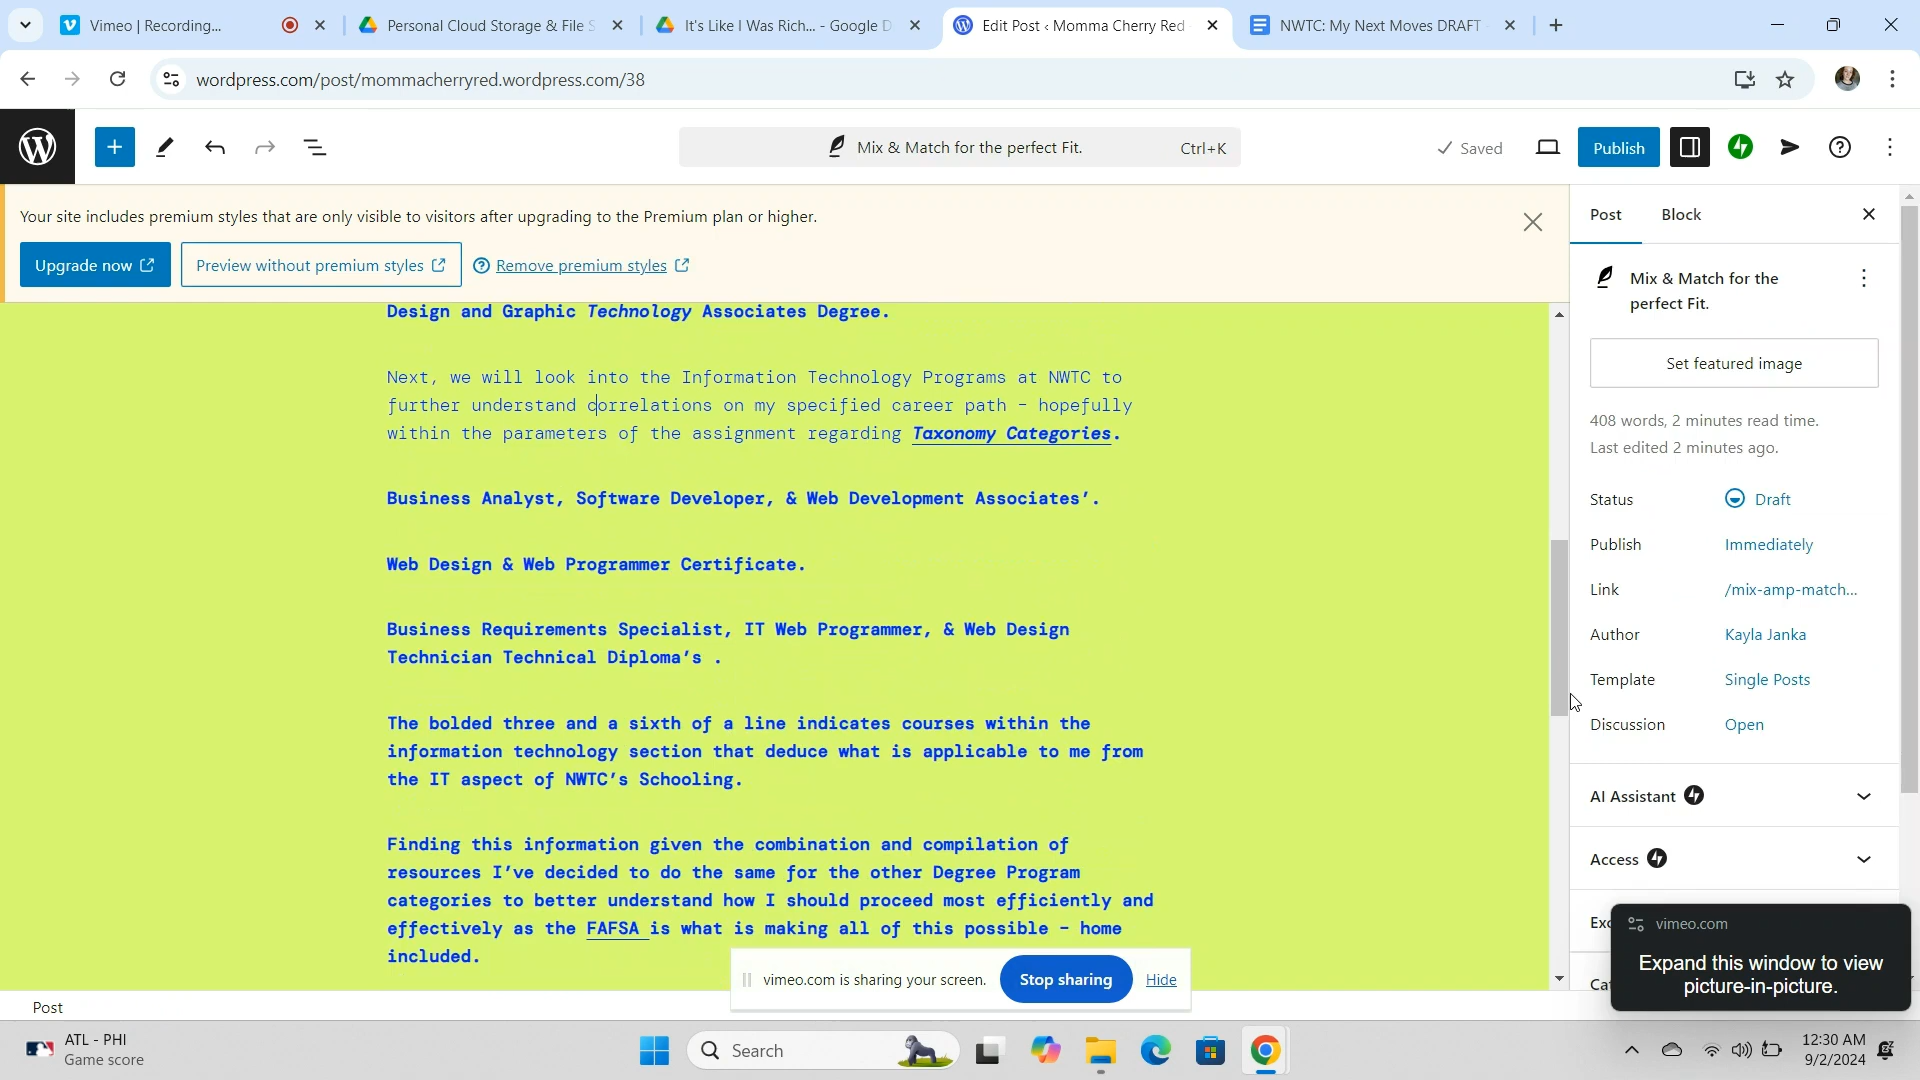 Vimeo | Recording...
Personal Cloud Storage & File S
It's Like I Was Rich... - Google D
Edit Post ‹ Momma Cherry Red
NWTC: My Next Moves DRAFT
wordpress.com/post/mommacherryred.wordpress.com/38
Mix & Match for the perfect Fit.
Ctrl+K
Saved
Publish
Your site includes premium styles that are only visible to visitors after upgrading to the Premium plan or higher.
Upgrade now
Preview without premium styles
Remove premium styles
Design and Graphic Technology Associates Degree.
Next, we will look into the Information Technology Programs at NWTC to
further understand correlations on my specified career path – hopefully
within the parameters of the assignment regarding Taxonomy Categories.
Business Analyst, Software Developer, & Web Development Associates’.
Web Design & Web Programmer Certificate.
Business Requirements Specialist, IT Web Programmer, & Web Design
Technician Technical Diploma’s .
The bolded three and a sixth of a line indicates courses within the
information technology section that deduce what is applicable to me from
the IT aspect of NWTC’s Schooling.
Finding this information given the combination and compilation of
resources I’ve decided to do the same for the other Degree Program
categories to better understand how I should proceed most efficiently and
effectively as the FAFSA is what is making all of this possible – home
included.
Post
Block
Mix & Match for the
perfect Fit.
Set featured image
408 words, 2 minutes read time.
Last edited 2 minutes ago.
Status
Draft
Publish
Immediately
Link
/mix-amp-match...
Author
Kayla Janka
Template
Single Posts
Discussion
Open
AI Assistant
Access
vimeo.com
Expand this window to view
picture-in-picture.
vimeo.com is sharing your screen.
Stop sharing
Hide
Post
ATL - PHI
Game score
Search
12:30 AM
9/2/2024